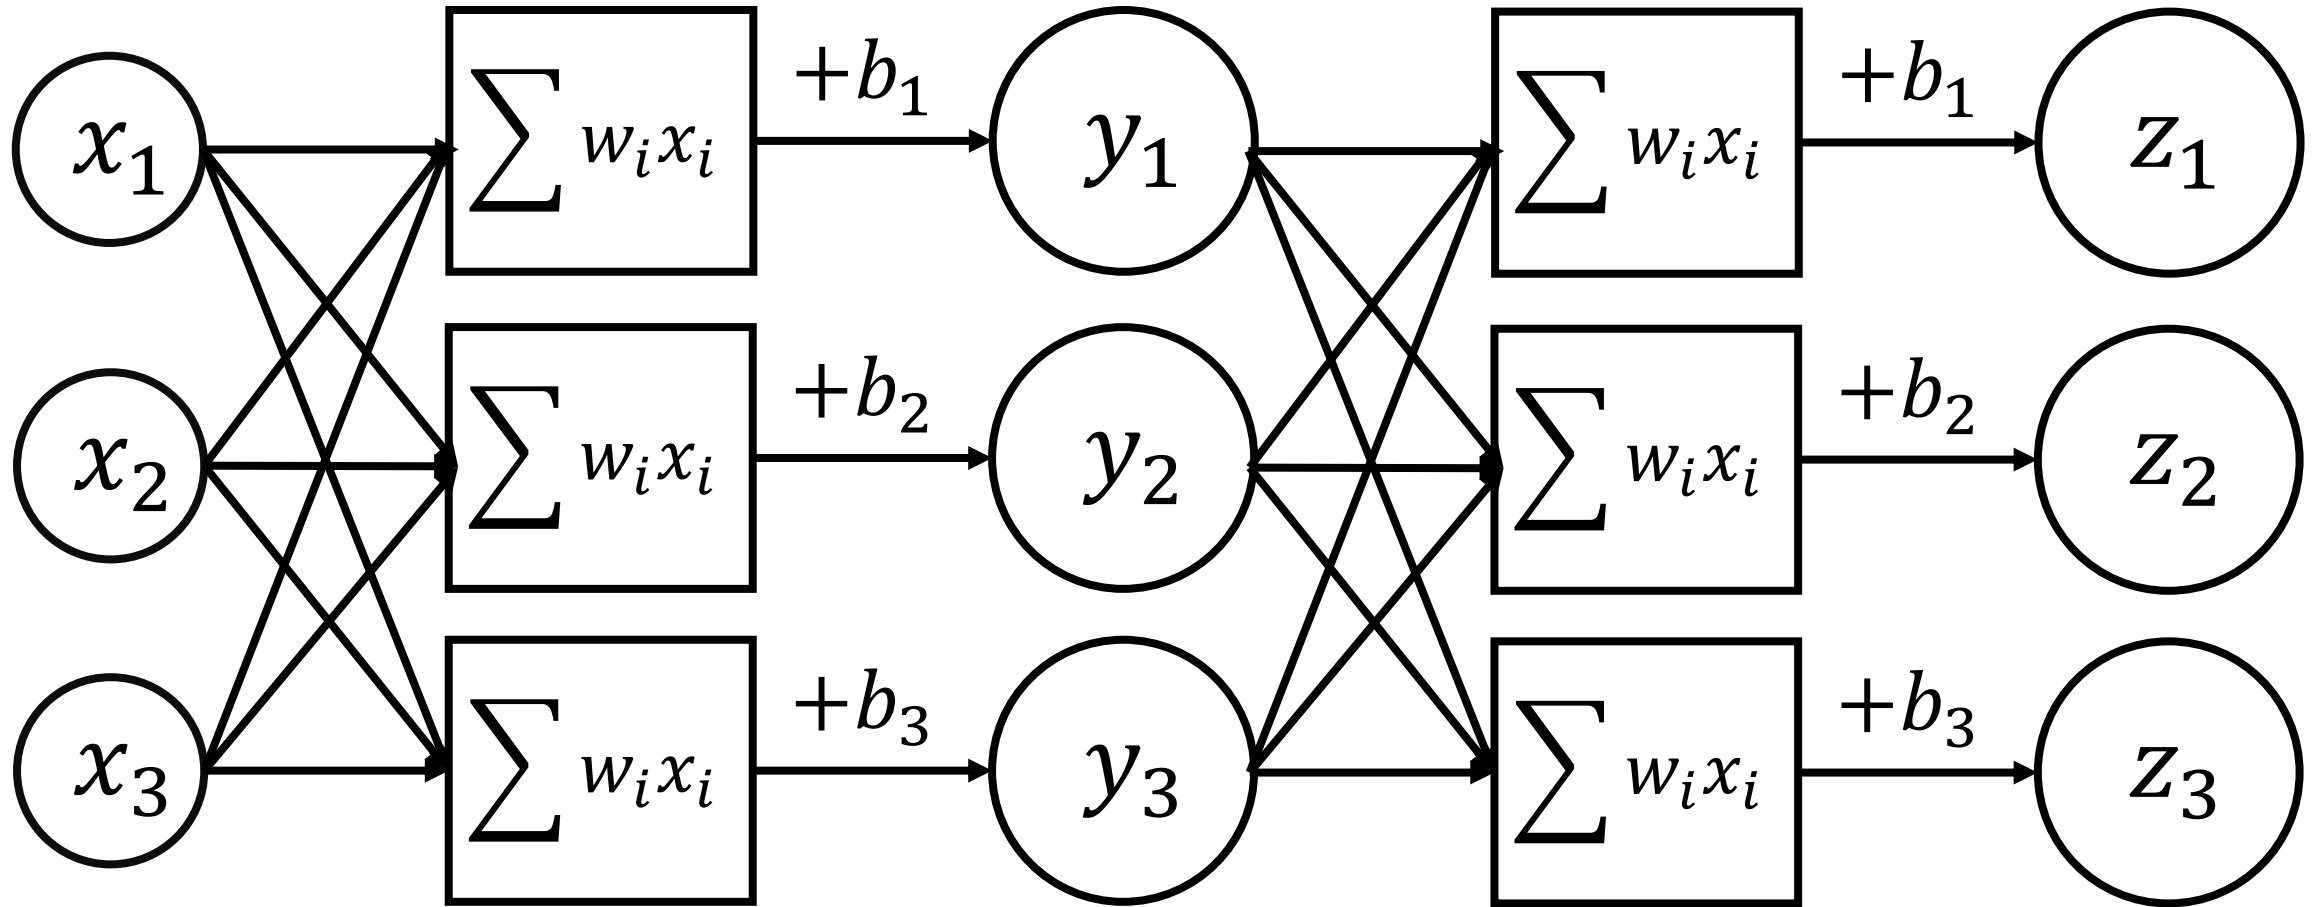 x₁ ∑ wᵢxᵢ +b₁ y₁ ∑ wᵢxᵢ +b₁ z₁
x₂ ∑ wᵢxᵢ +b₂ y₂ ∑ wᵢxᵢ +b₂ z₂
x₃ ∑ wᵢxᵢ +b₃ y₃ ∑ wᵢxᵢ +b₃ z₃